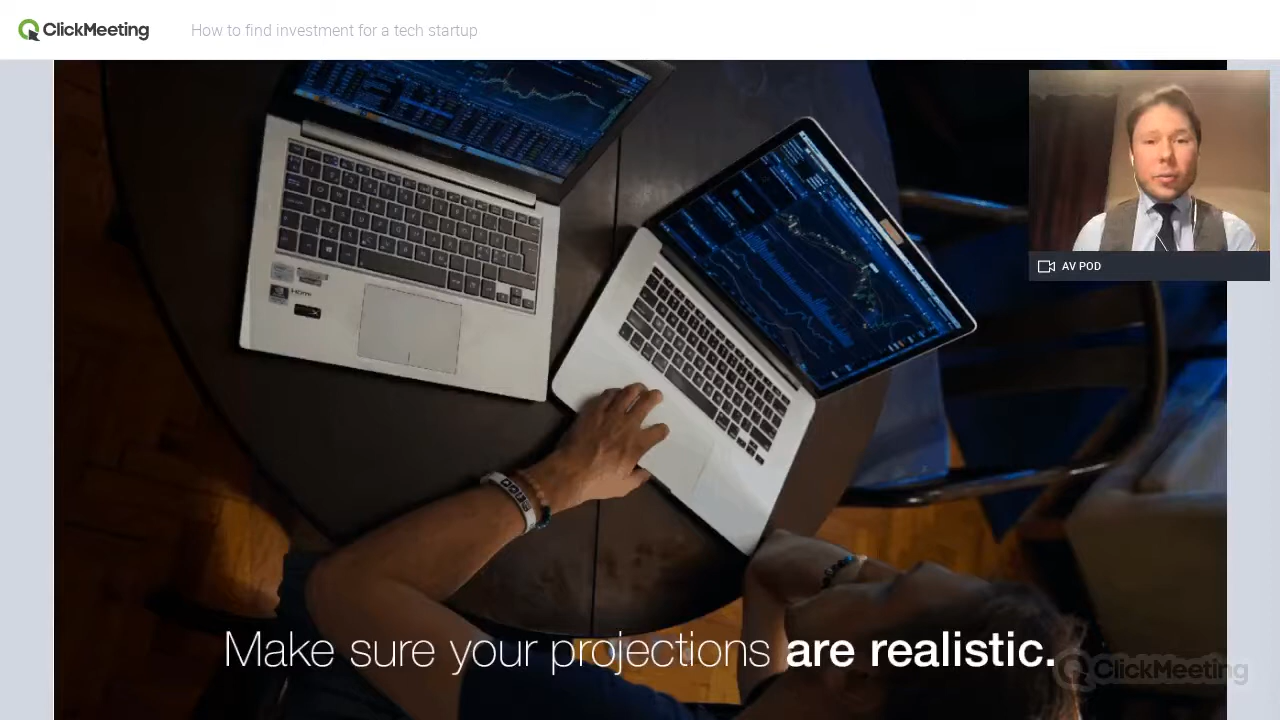 ClickMeeting
How to find investment for a tech startup
AV POD
Make sure your projections are realistic.
ClickMeeting